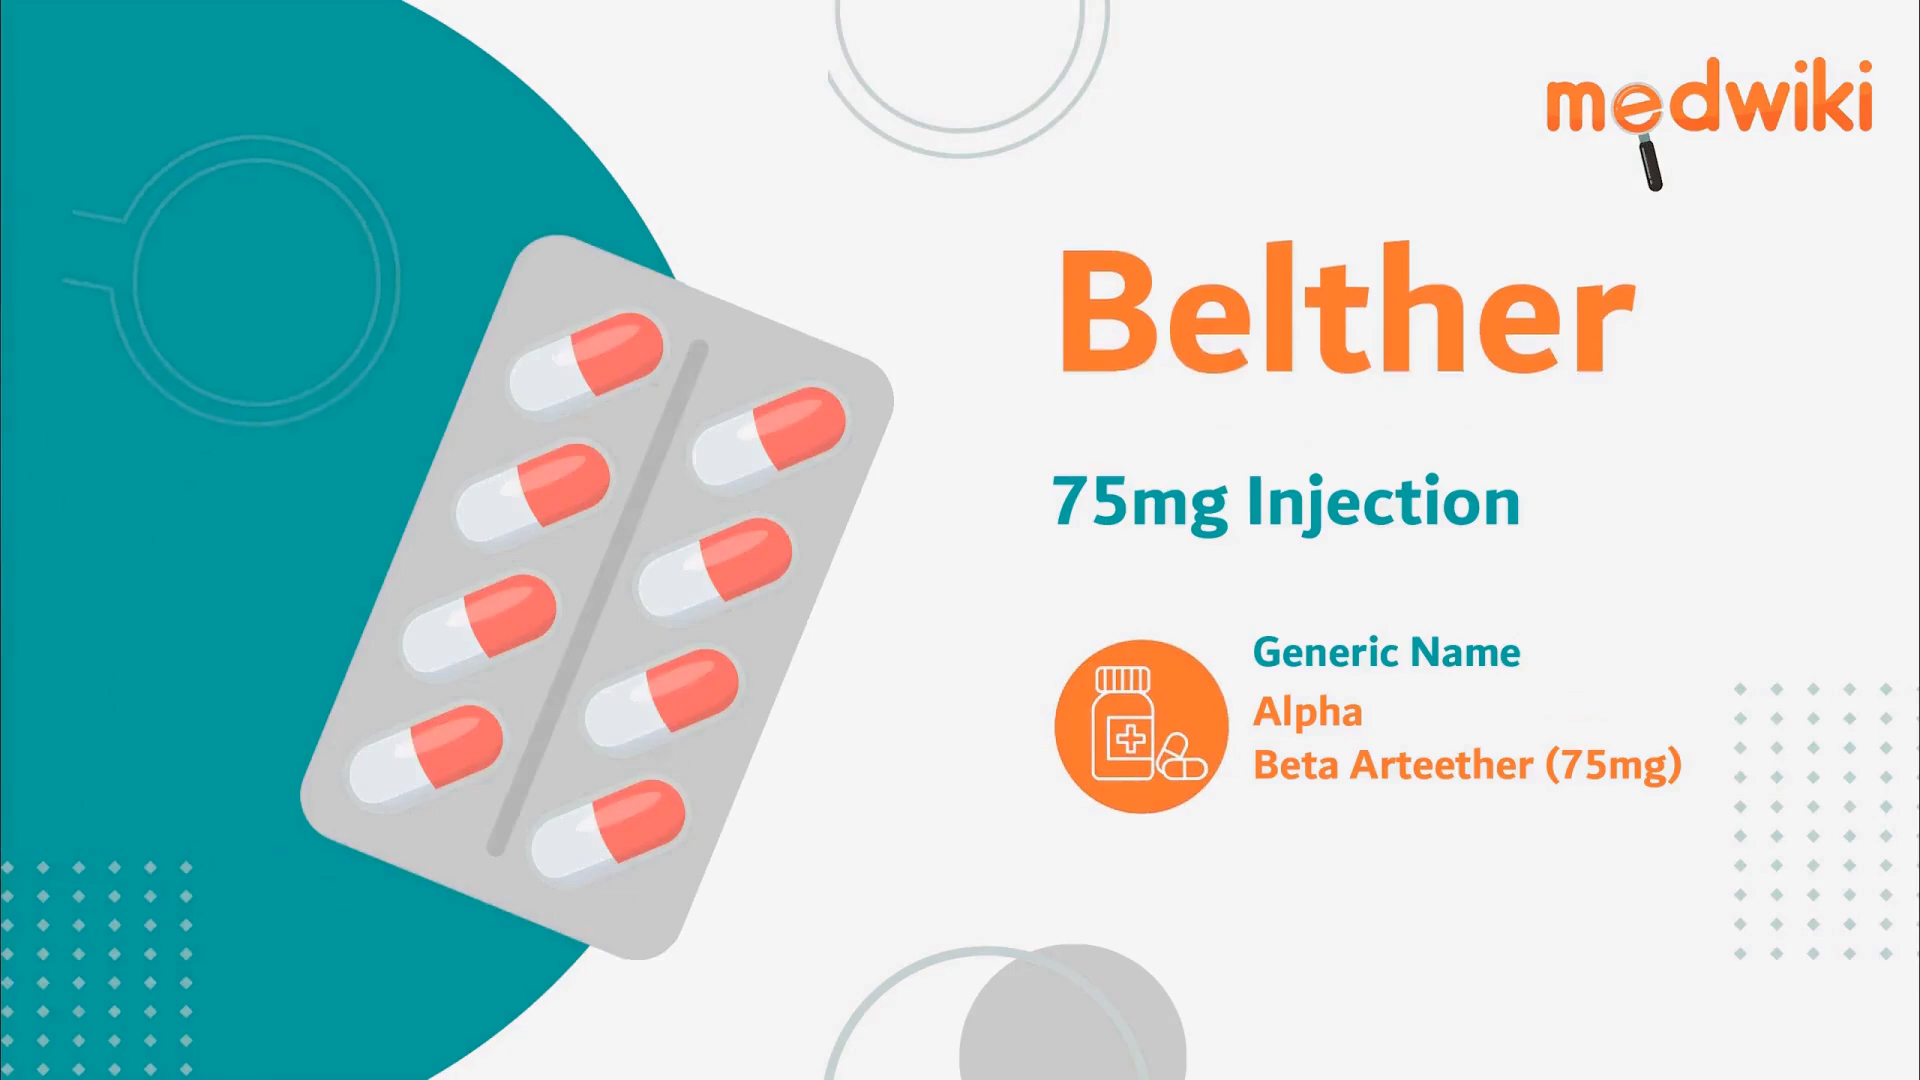 medwiki
Belther
75mg Injection
Generic Name
Alpha
Beta Arteether (75mg)